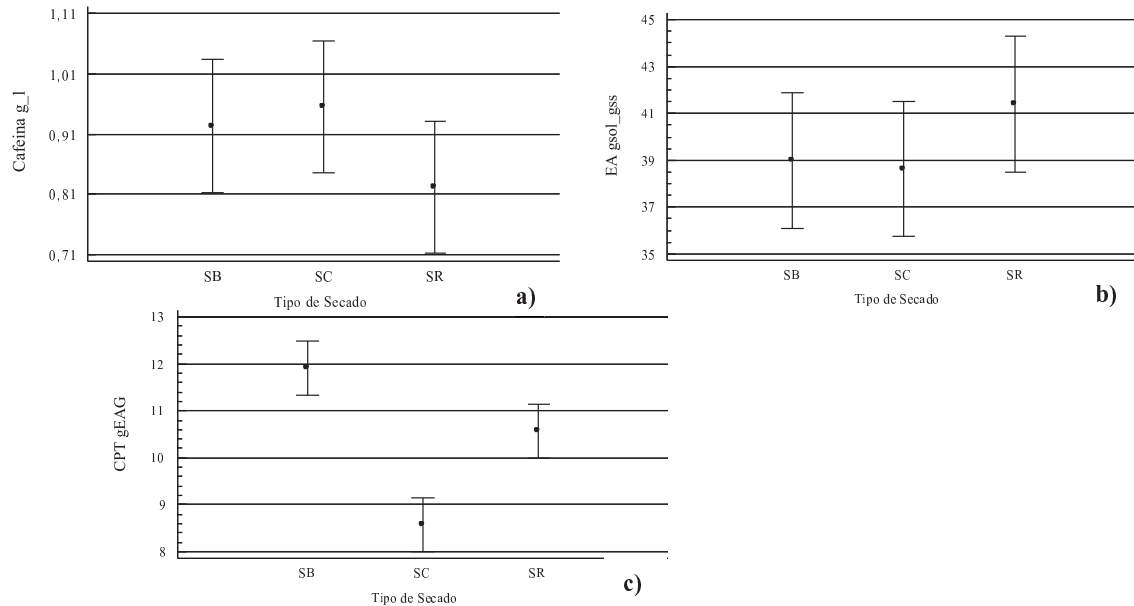 1,11
1,01
0,91
0,81
0,71
Cafeina g_l
SB SC SR
Tipo de Secado
a)
45
43
41
39
37
35
EA gsol_gss
SB SC SR
Tipo de Secado
b)
13
12
11
10
9
8
CPT gEAG
SB SC SR
Tipo de Secado
c)